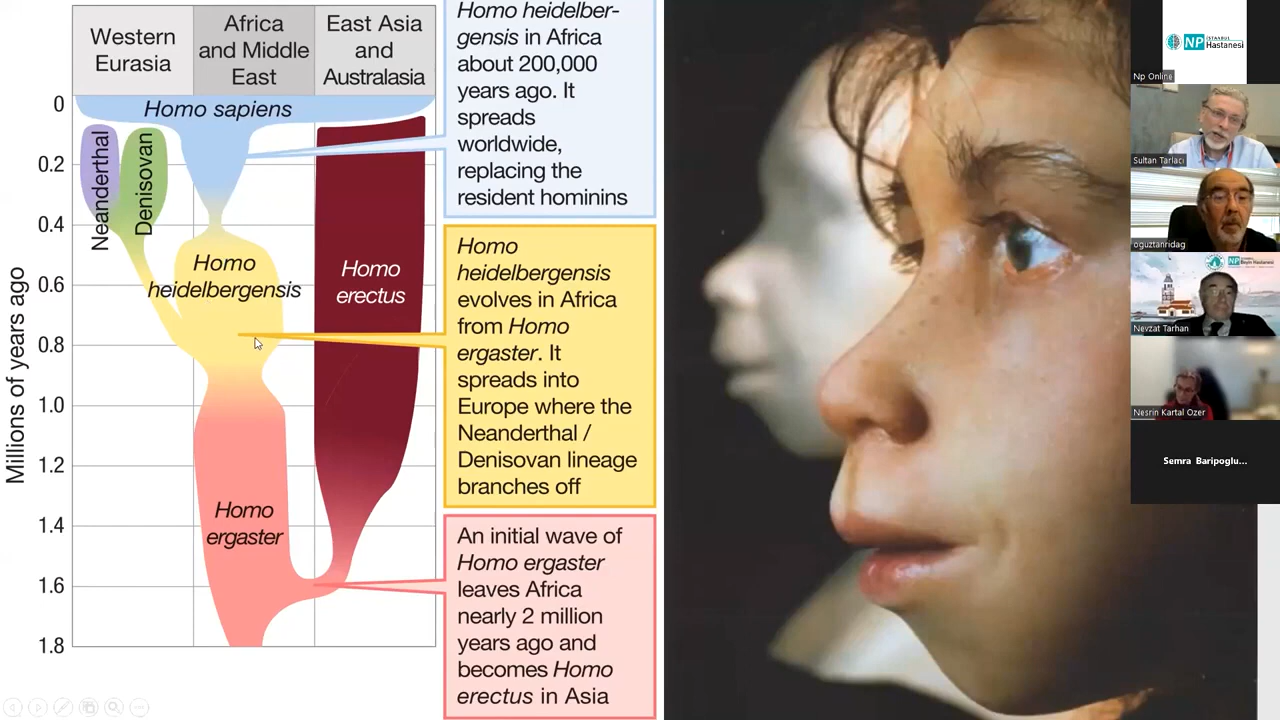 Western
Eurasia
Africa
and Middle
East
East Asia
and
Australasia
Millions of years ago
0
0.2
0.4
0.6
0.8
1.0
1.2
1.4
1.6
1.8
Homo sapiens
Neanderthal
Denisovan
Homo
heidelbergensis
Homo
erectus
Homo
ergaster
Homo heidelber-
gensis in Africa
about 200,000
years ago. It
spreads
worldwide,
replacing the
resident hominins
Homo
heidelbergensis
evolves in Africa
from Homo
ergaster. It
spreads into
Europe where the
Neanderthal /
Denisovan lineage
branches off
An initial wave of
Homo ergaster
leaves Africa
nearly 2 million
years ago and
becomes Homo
erectus in Asia
NP
İSTANBUL
Hastanesi
Np Online
Sultan Tarlacı
oguztanridag
NP
Beyin Hastanesi
Nevzat Tarhan
Nesrin Kartal Ozer
Semra Baripoglu...